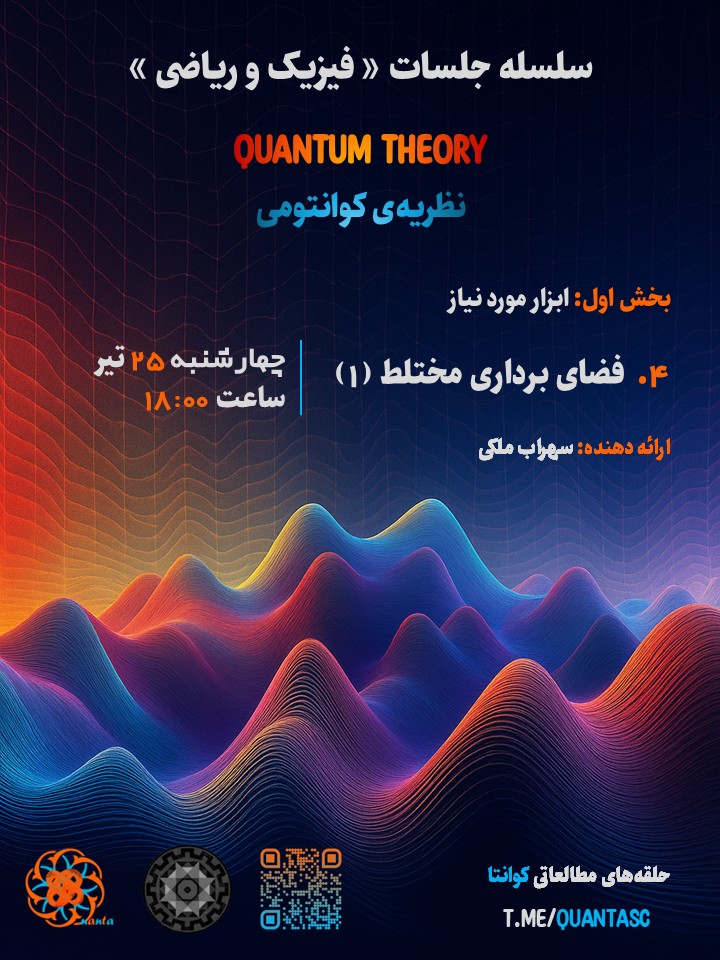 سلسله جلسات « فیزیک و ریاضی »
QUANTUM THEORY
نظریه‌ی کوانتومی
بخش اول: ابزار مورد نیاز
۴. فضای برداری مختلط (۱)
چهارشنبه ۲۵ تیر
ساعت ۱۸:۰۰
ارائه دهنده: سهراب ملکی
حلقه‌های مطالعاتی کوانتا
T.ME/QUANTASC
Quanta